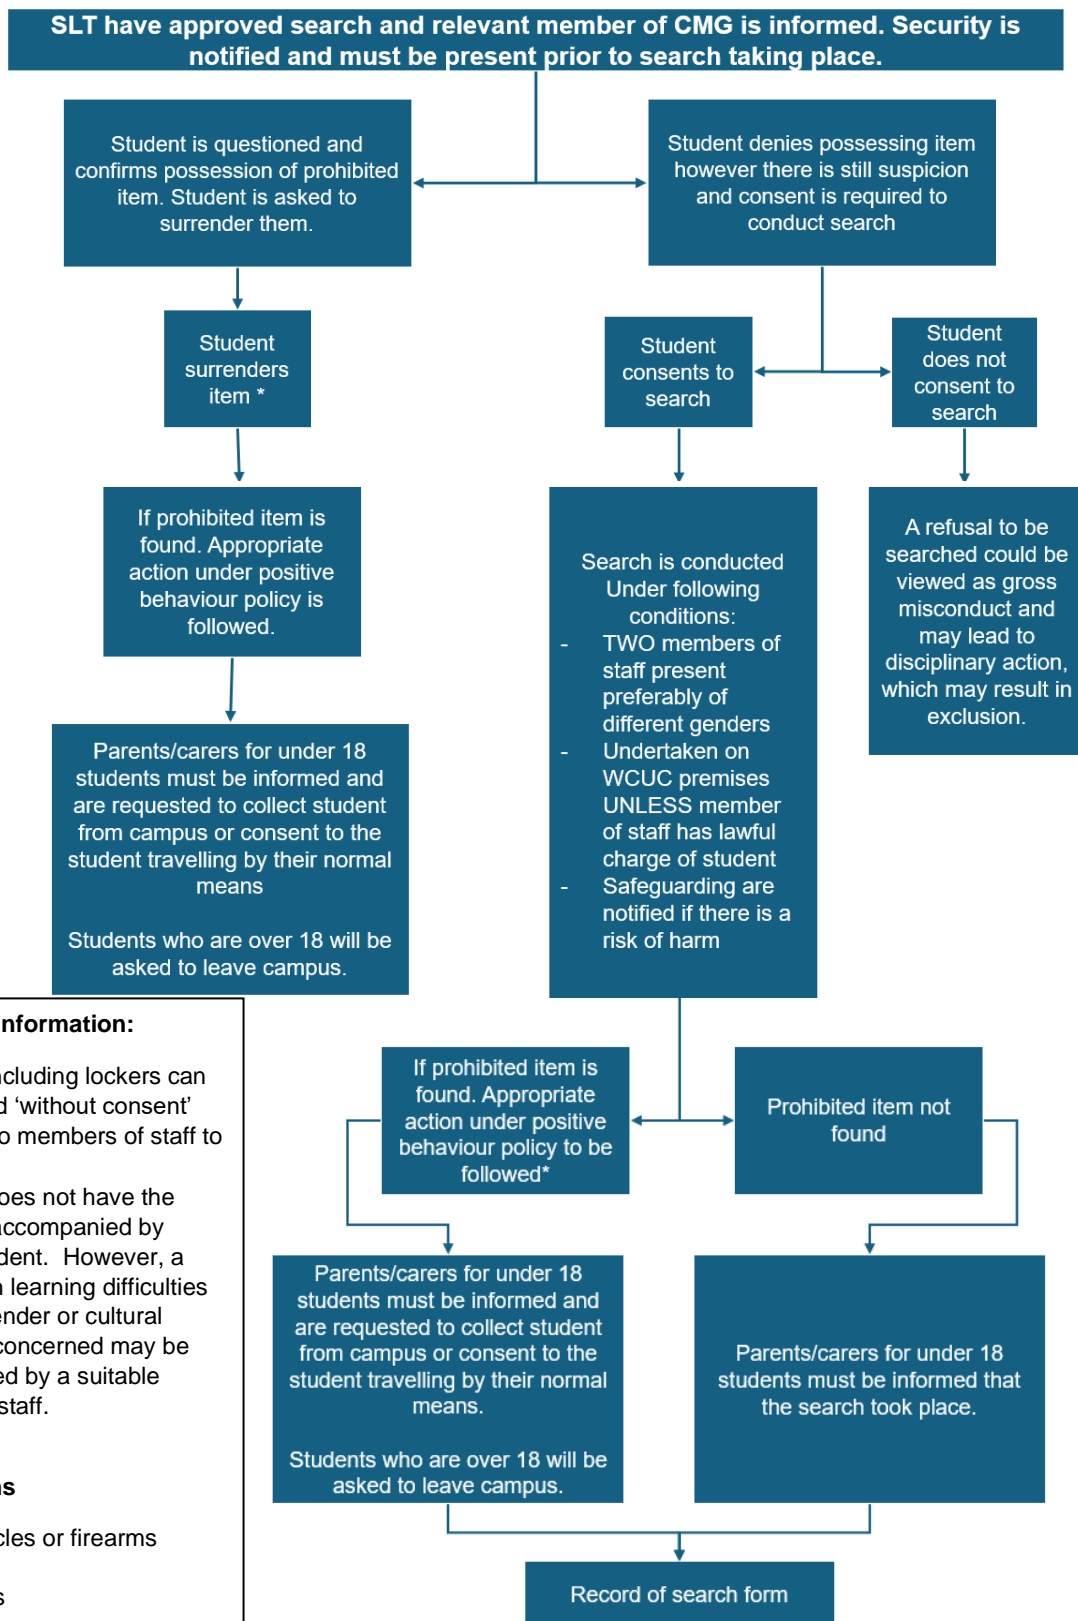 SLT have approved search and relevant member of CMG is informed. Security is
notified and must be present prior to search taking place.
Student is questioned and
confirms possession of prohibited
item. Student is asked to
surrender them.
Student denies possessing item
however there is still suspicion
and consent is required to
conduct search
Student
surrenders
item *
Student
consents to
search
Student
does not
consent to
search
If prohibited item is
found. Appropriate
action under positive
behaviour policy is
followed.
Search is conducted
Under following
conditions:
- TWO members of
staff present
preferably of
different genders
- Undertaken on
WCUC premises
UNLESS member
of staff has lawful
charge of student
- Safeguarding are
notified if there is a
risk of harm
A refusal to be
searched could be
viewed as gross
misconduct and
may lead to
disciplinary action,
which may result in
exclusion.
Parents/carers for under 18
students must be informed and
are requested to collect student
from campus or consent to the
student travelling by their normal
means
Students who are over 18 will be
asked to leave campus.
nformation:
ncluding lockers can
d ‘without consent’
o members of staff to
oes not have the
accompanied by
dent.  However, a
n learning difficulties
ender or cultural
concerned may be
ed by a suitable
staff.
ns
cles or firearms
s
If prohibited item is
found. Appropriate
action under positive
behaviour policy to be
followed*
Prohibited item not
found
Parents/carers for under 18
students must be informed and
are requested to collect student
from campus or consent to the
student travelling by their normal
means.
Students who are over 18 will be
asked to leave campus.
Parents/carers for under 18
students must be informed that
the search took place.
Record of search form